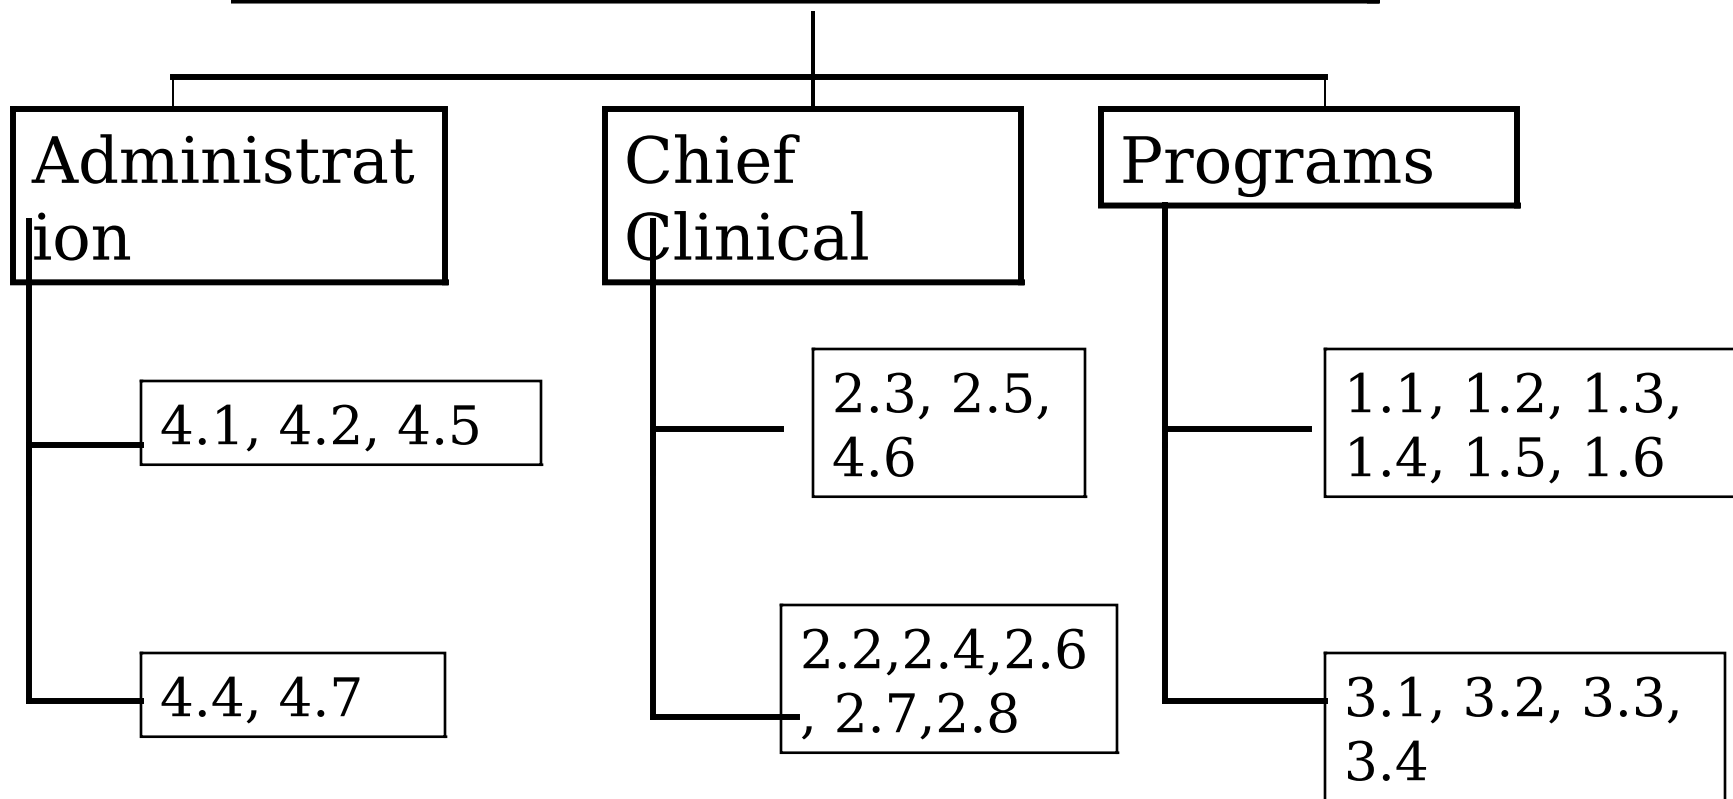 Administrat
ion
4.1, 4.2, 4.5
4.4, 4.7
Chief
Clinical
2.3, 2.5,
4.6
2.2,2.4,2.6
, 2.7,2.8
Programs
1.1, 1.2, 1.3,
1.4, 1.5, 1.6
3.1, 3.2, 3.3,
3.4